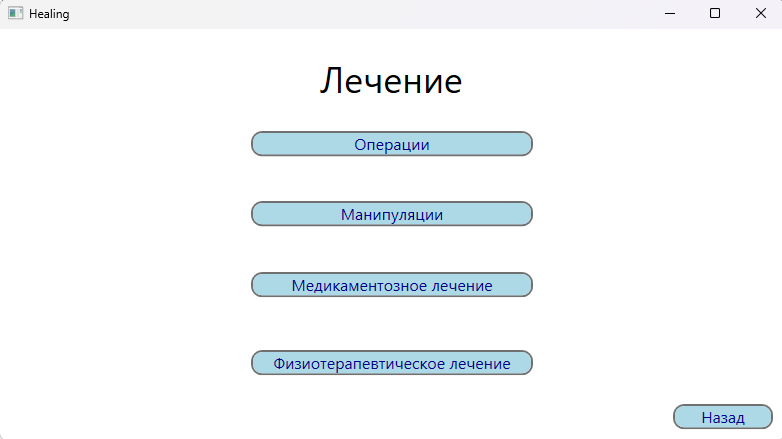 Healing
Лечение
Операции
Манипуляции
Медикаментозное лечение
Физиотерапевтическое лечение
Назад